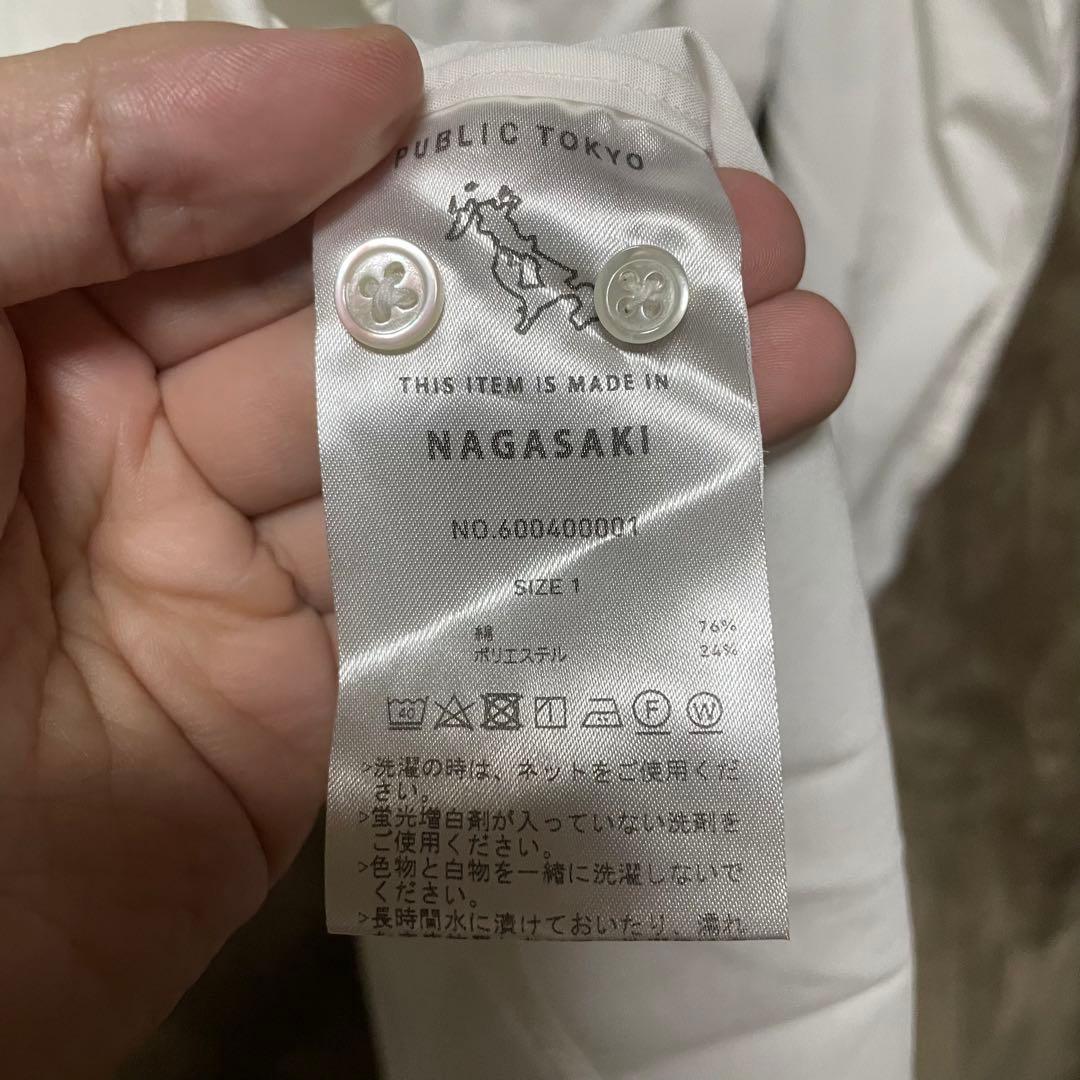 PUBLIC TOKYO
THIS ITEM IS MADE IN
NAGASAKI
NO.600400001
SIZE 1
綿 76%
ポリエステル 24%
40
F W
>洗濯の時は、ネットをご使用くだ
さい。
>蛍光増白剤が入っていない洗剤を
ご使用ください。
>色物と白物を一緒に洗濯しないで
ください。
>長時間水に漬けておいたり、濡れ